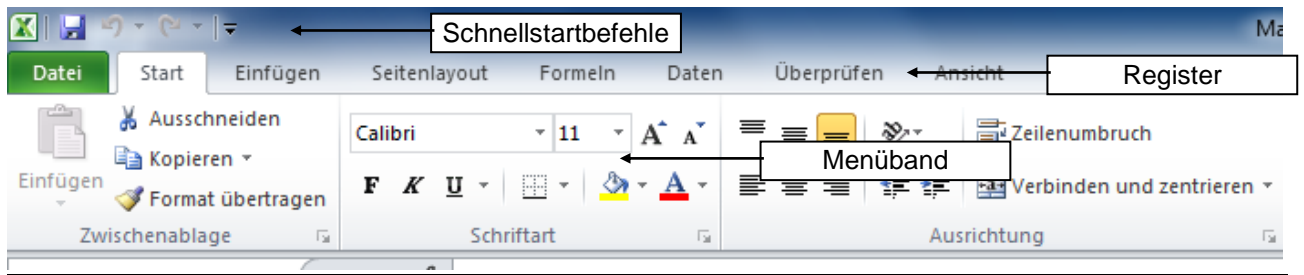 Schnellstartbefehle
Ma
Datei Start Einfügen Seitenlayout Formeln Daten Überprüfen Ansicht Register
Ausschneiden
Calibri 11 A A Zeilenumbruch
Kopieren Menüband
Einfügen F K U A a Verbinden und zentrieren
Format übertragen
Zwischenablage Schriftart Ausrichtung